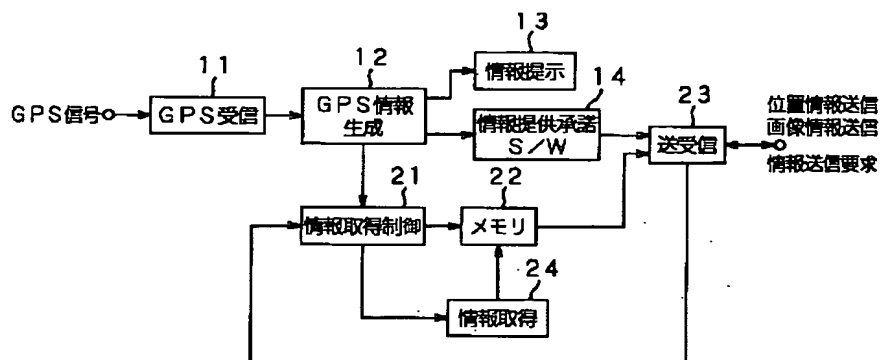 13
12
11
14
23
情報提示
GPS情報
生成
GPS信号
GPS受信
情報提供承諾
S/W
送受信
位置情報送信
画像情報送信
情報送信要求
21
22
情報取得制御
メモリ
24
情報取得